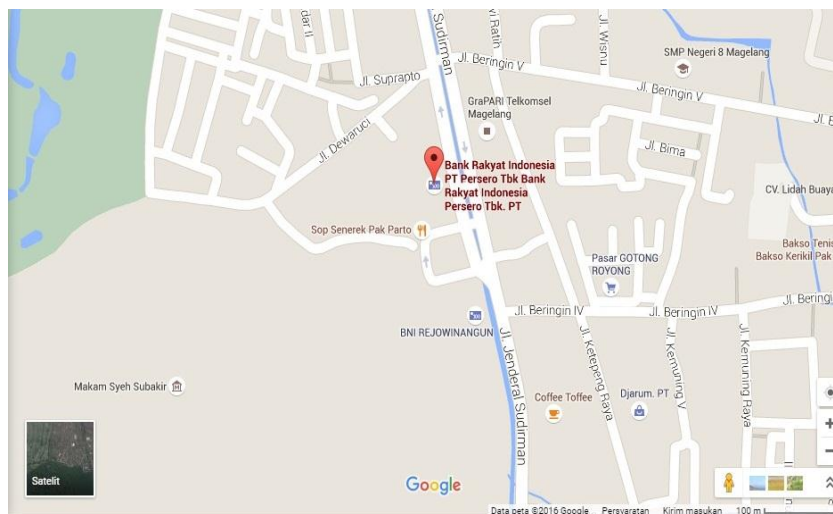 Jl. Suprapto
Jl. Dewaruci
Sudirman
Jl. Beringin V
Jl. Wisnu
SMP Negeri 8 Magelang
Jl. Beringin V
GraPARI Telkomsel
Magelang
Jl. Bima
Bank Rakyat Indonesia
PT Persero Tbk Bank
Rakyat Indonesia
Persero Tbk. PT
CV. Lidah Buaya
Sop Senerek Pak Parto
Bakso Tenis
Bakso Kerikil Pak
Pasar GOTONG
ROYONG
Jl. Beringin IV
Jl. Beringin IV
Jl. Bering
BNI REJOWINANGUN
Jl. Jenderal Sudirman
Jl. Ketepeng Raya
Jl. Kemuning V
Jl. Kemuning Raya
Makam Syeh Subakir
Coffee Toffee
Djarum. PT
Satelit
Google
Data peta ©2016 Google
Persyaratan
Kirim masukan
100 m